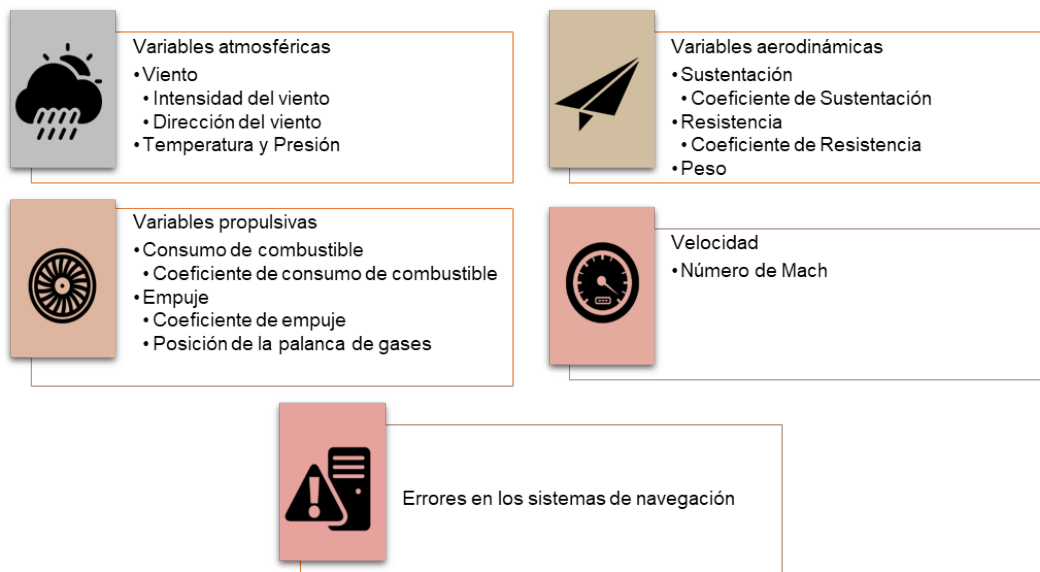 Variables atmosféricas
•Viento
•Intensidad del viento
•Dirección del viento
•Temperatura y Presión
Variables aerodinámicas
•Sustentación
•Coeficiente de Sustentación
•Resistencia
•Coeficiente de Resistencia
•Peso
Variables propulsivas
•Consumo de combustible
•Coeficiente de consumo de combustible
•Empuje
•Coeficiente de empuje
•Posición de la palanca de gases
Velocidad
•Número de Mach
Errores en los sistemas de navegación